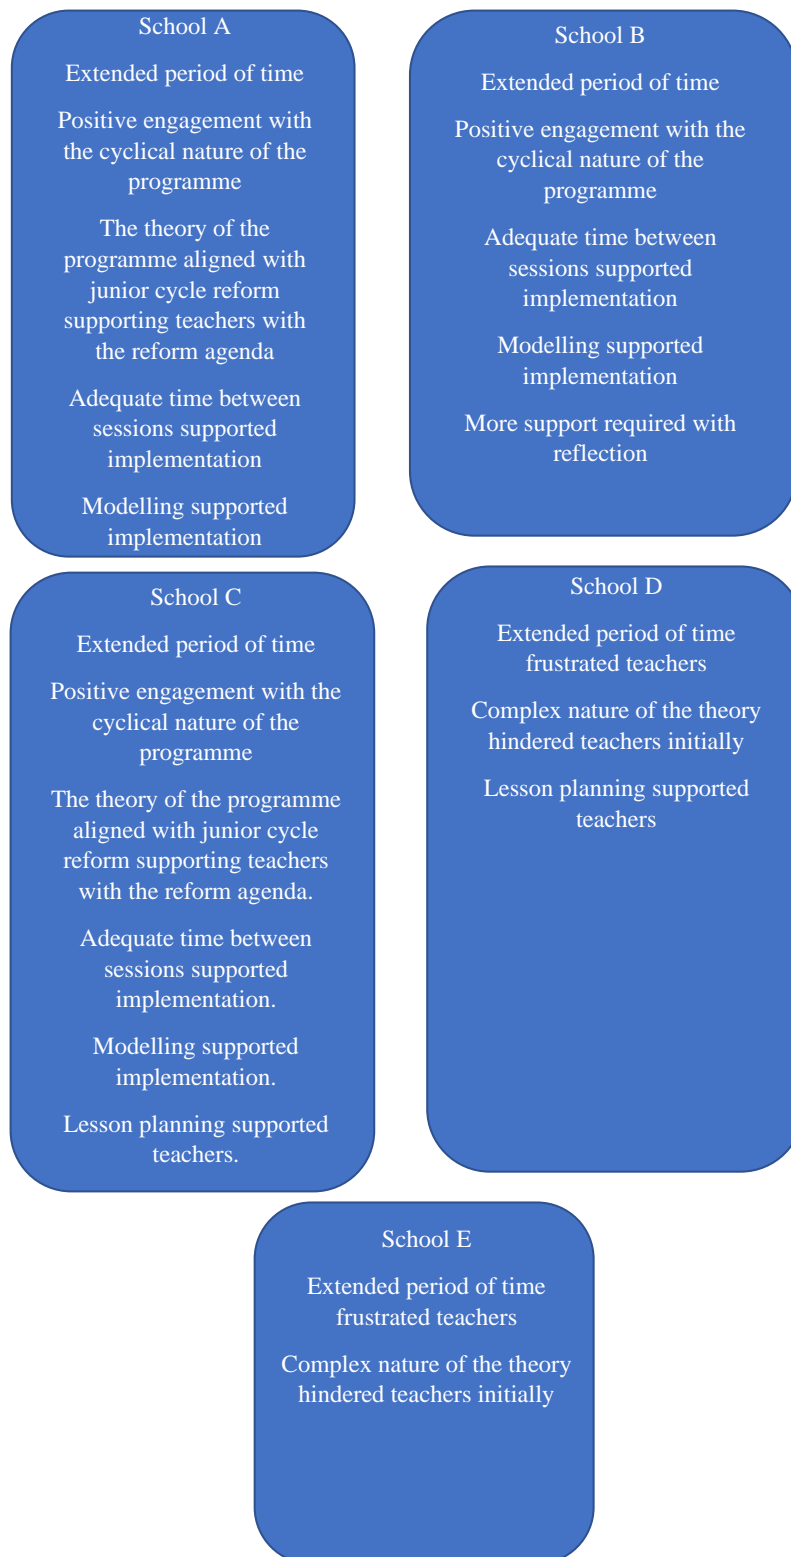 School A
Extended period of time
Positive engagement with
the cyclical nature of the
programme
The theory of the
programme aligned with
junior cycle reform
supporting teachers with
the reform agenda
Adequate time between
sessions supported
implementation
Modelling supported
implementation
School B
Extended period of time
Positive engagement with the
cyclical nature of the
programme
Adequate time between
sessions supported
implementation
Modelling supported
implementation
More support required with
reflection
School C
Extended period of time
Positive engagement with the
cyclical nature of the
programme
The theory of the programme
aligned with junior cycle
reform supporting teachers
with the reform agenda.
Adequate time between
sessions supported
implementation.
Modelling supported
implementation.
Lesson planning supported
teachers.
School D
Extended period of time
frustrated teachers
Complex nature of the theory
hindered teachers initially
Lesson planning supported
teachers
School E
Extended period of time
frustrated teachers
Complex nature of the theory
hindered teachers initially